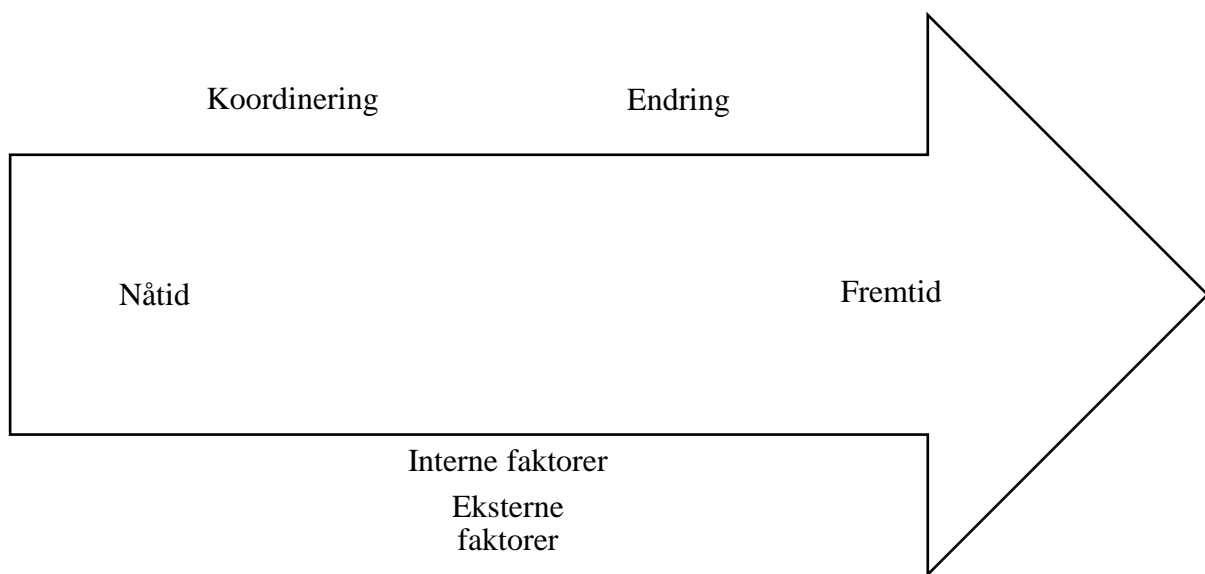 Koordinering
Endring
Nåtid
Fremtid
Interne faktorer
Eksterne
faktorer